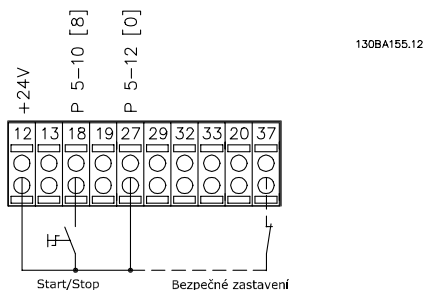 130BA155.12
+24V
P 5-10 [8]
P 5-12 [0]
12 13 18 19 27 29 32 33 20 37
Start/Stop
Bezpečné zastavení